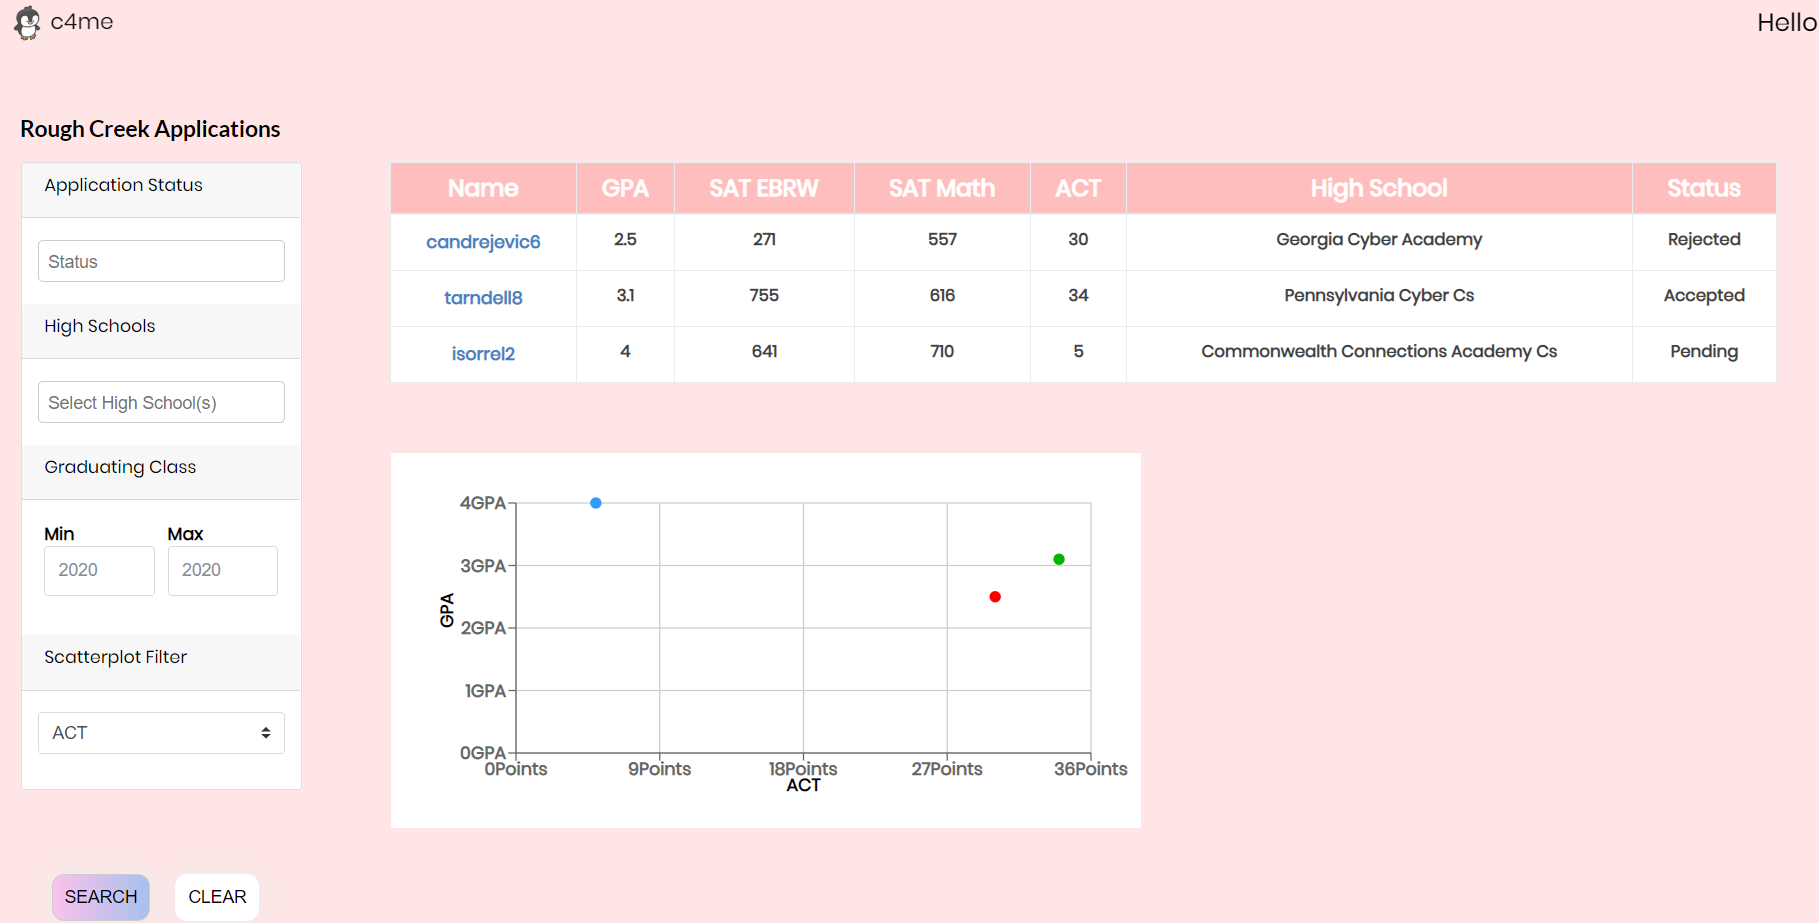 c4me
Hello
Rough Creek Applications
Application Status
Status
High Schools
Select High School(s)
Graduating Class
Min Max
2020 2020
Scatterplot Filter
ACT
SEARCH CLEAR
Name GPA SAT EBRW SAT Math ACT High School Status
candrejevic6 2.5 271 557 30 Georgia Cyber Academy Rejected
tarndell8 3.1 755 616 34 Pennsylvania Cyber Cs Accepted
isorrel2 4 641 710 5 Commonwealth Connections Academy Cs Pending
4GPA
3GPA
GPA
2GPA
1GPA
0GPA
0Points 9Points 18Points 27Points 36Points
ACT